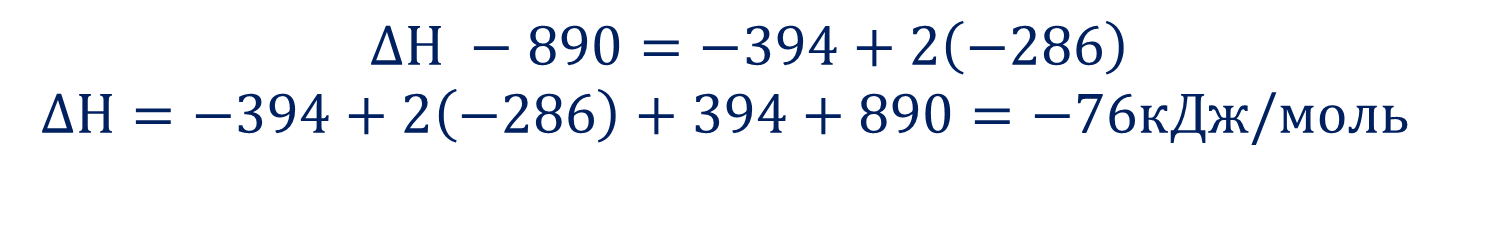 ΔH − 890 = −394 + 2(−286)
ΔH = −394 + 2(−286) + 394 + 890 = −76кДж/моль